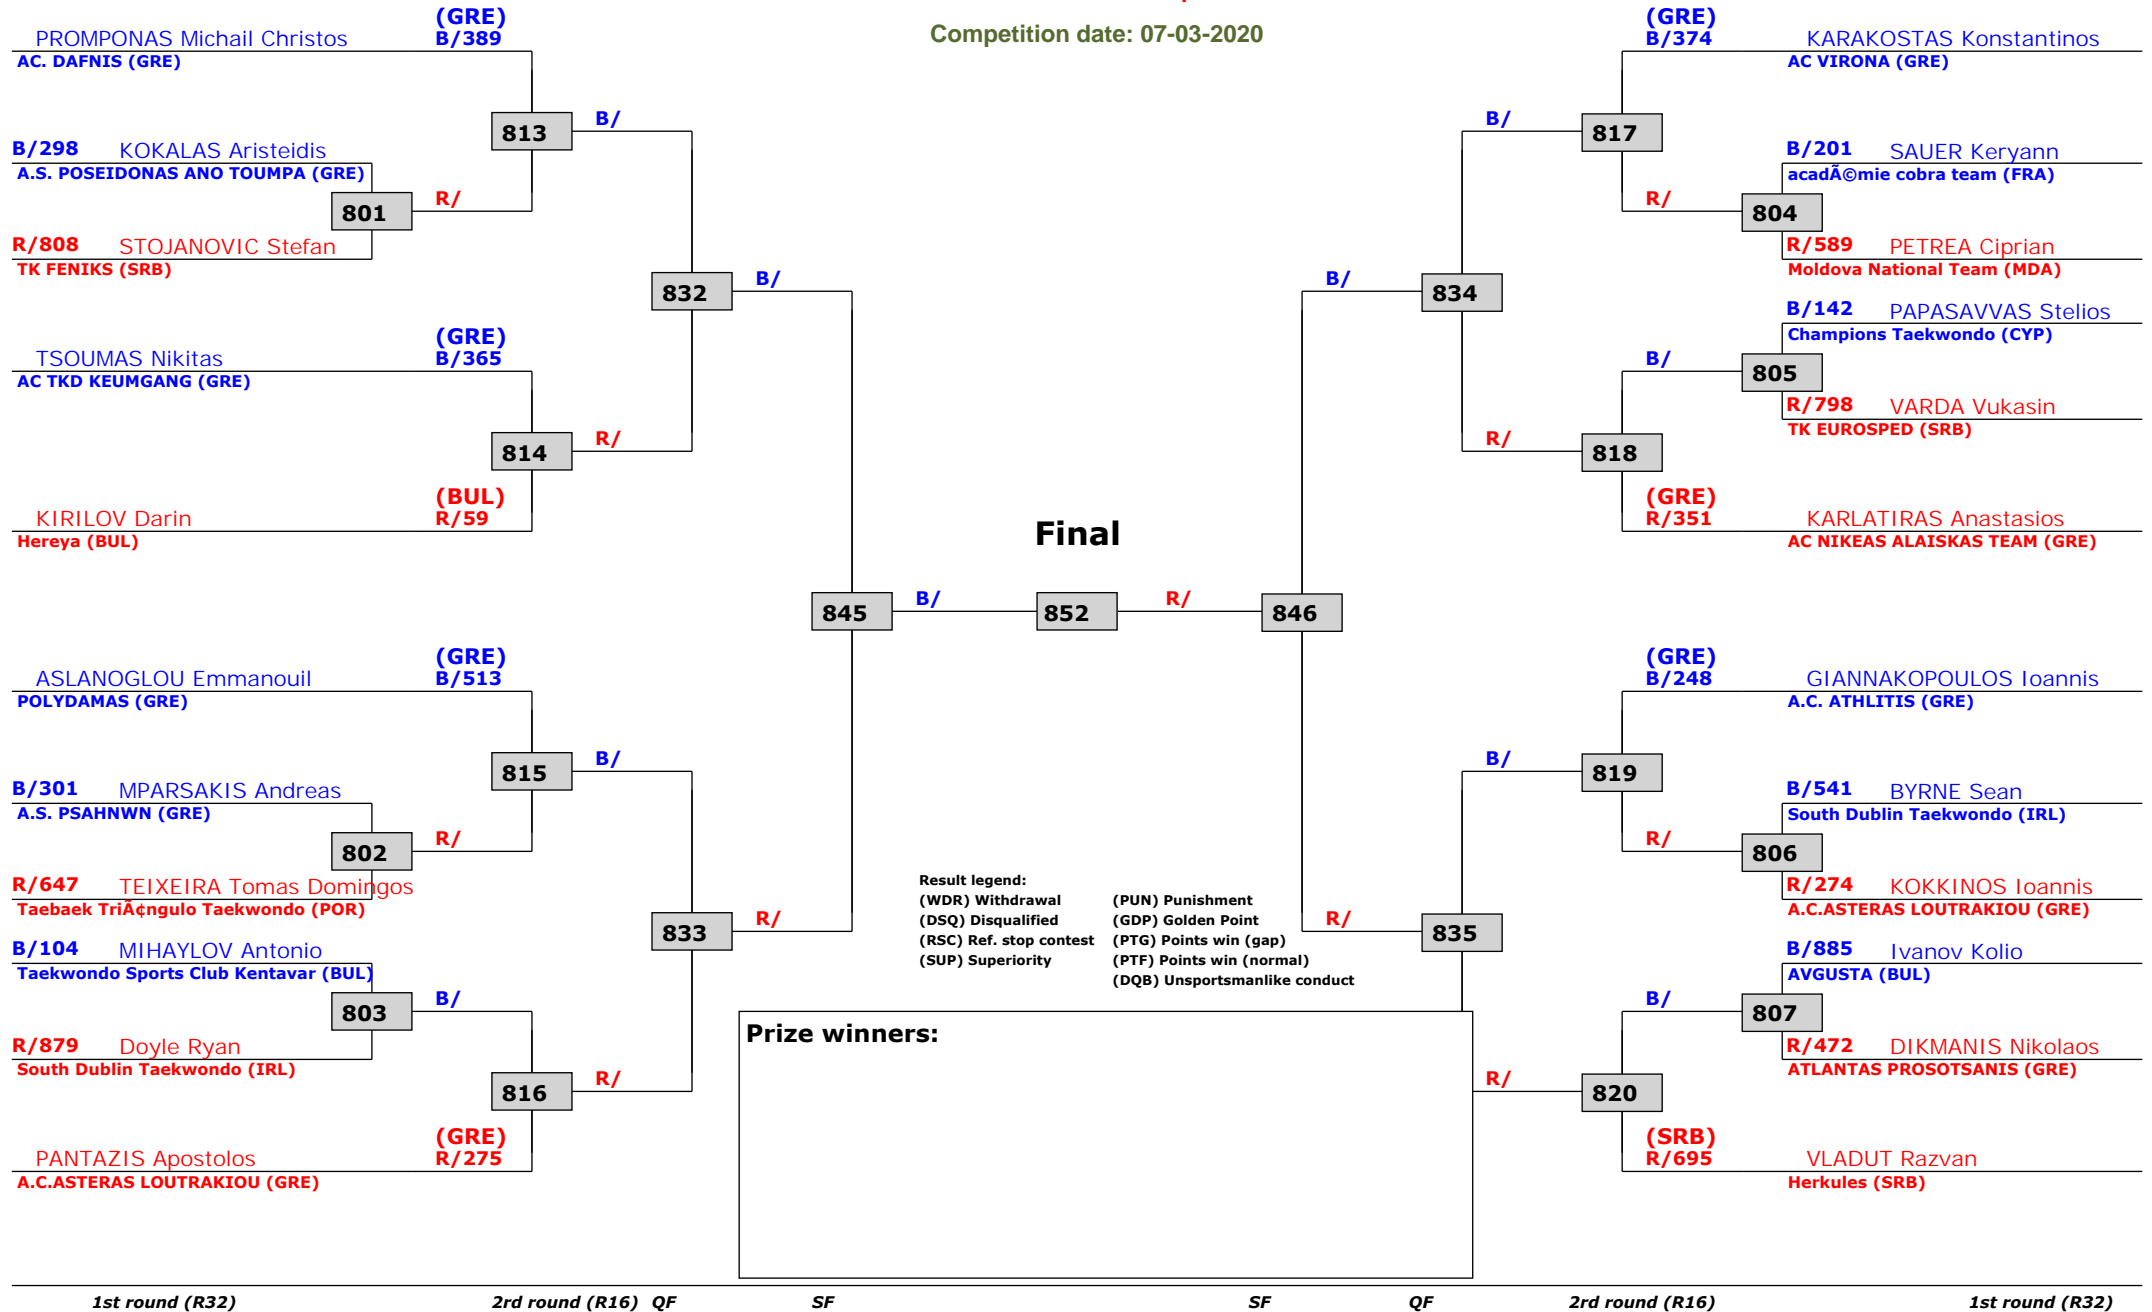 Competition date: 07-03-2020
(GRE)
PROMPONAS Michail Christos B/389
AC. DAFNIS (GRE)
813
B/
B/298 KOKALAS Aristeidis
A.S. POSEIDONAS ANO TOUMPA (GRE)
801
R/
R/808 STOJANOVIC Stefan
TK FENIKS (SRB)
832
B/
(GRE)
TSOUMAS Nikitas B/365
AC TKD KEUMGANG (GRE)
814
R/
(BUL)
KIRILOV Darin R/59
Hereya (BUL)
845
B/
(GRE)
ASLANOGLOU Emmanouil B/513
POLYDAMAS (GRE)
815
B/
B/301 MPARSAKIS Andreas
A.S. PSAHNWN (GRE)
802
R/
R/647 TEIXEIRA Tomas Domingos
Taebaek TriÃ¢ngulo Taekwondo (POR)
833
R/
B/104 MIHAYLOV Antonio
Taekwondo Sports Club Kentavar (BUL)
803
B/
R/879 Doyle Ryan
South Dublin Taekwondo (IRL)
816
R/
(GRE)
PANTAZIS Apostolos R/275
A.C.ASTERAS LOUTRAKIOU (GRE)
Final
852
R/
846
(GRE)
B/374 KARAKOSTAS Konstantinos
AC VIRONA (GRE)
B/
817
B/201 SAUER Keryann
acadÃ©mie cobra team (FRA)
R/
804
R/589 PETREA Ciprian
Moldova National Team (MDA)
B/
834
B/142 PAPASAVVAS Stelios
Champions Taekwondo (CYP)
B/
805
R/798 VARDA Vukasin
TK EUROSPED (SRB)
R/
818
(GRE)
R/351 KARLATIRAS Anastasios
AC NIKEAS ALAISKAS TEAM (GRE)
(GRE)
B/248 GIANNAKOPOULOS Ioannis
A.C. ATHLITIS (GRE)
B/
819
B/541 BYRNE Sean
South Dublin Taekwondo (IRL)
R/
806
R/274 KOKKINOS Ioannis
A.C.ASTERAS LOUTRAKIOU (GRE)
R/
835
B/885 Ivanov Kolio
AVGUSTA (BUL)
B/
807
R/472 DIKMANIS Nikolaos
ATLANTAS PROSOTSANIS (GRE)
R/
820
(SRB)
R/695 VLADUT Razvan
Herkules (SRB)
Result legend:
(WDR) Withdrawal (PUN) Punishment
(DSQ) Disqualified (GDP) Golden Point
(RSC) Ref. stop contest (PTG) Points win (gap)
(SUP) Superiority (PTF) Points win (normal)
(DQB) Unsportsmanlike conduct
Prize winners:
1st round (R32) 2rd round (R16) QF SF SF QF 2rd round (R16) 1st round (R32)